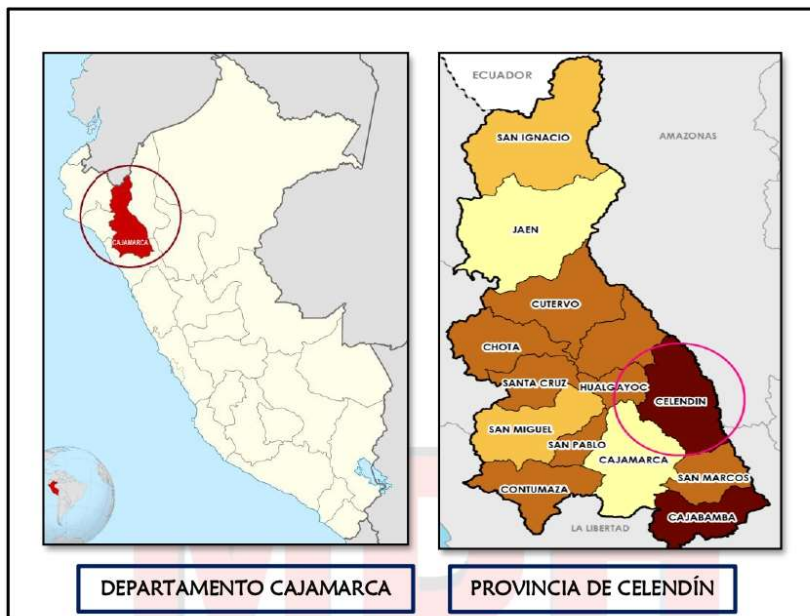 CAJAMARCA
DEPARTAMENTO CAJAMARCA
ECUADOR
SAN IGNACIO
AMAZONAS
JAEN
CUTERVO
CHOTA
SANTA CRUZ
HUALGAYOC
CELENDIN
SAN MIGUEL
SAN PABLO
CAJAMARCA
SAN MARCOS
CONTUMAZA
CAJABAMBA
LA LIBERTAD
PROVINCIA DE CELENDÍN